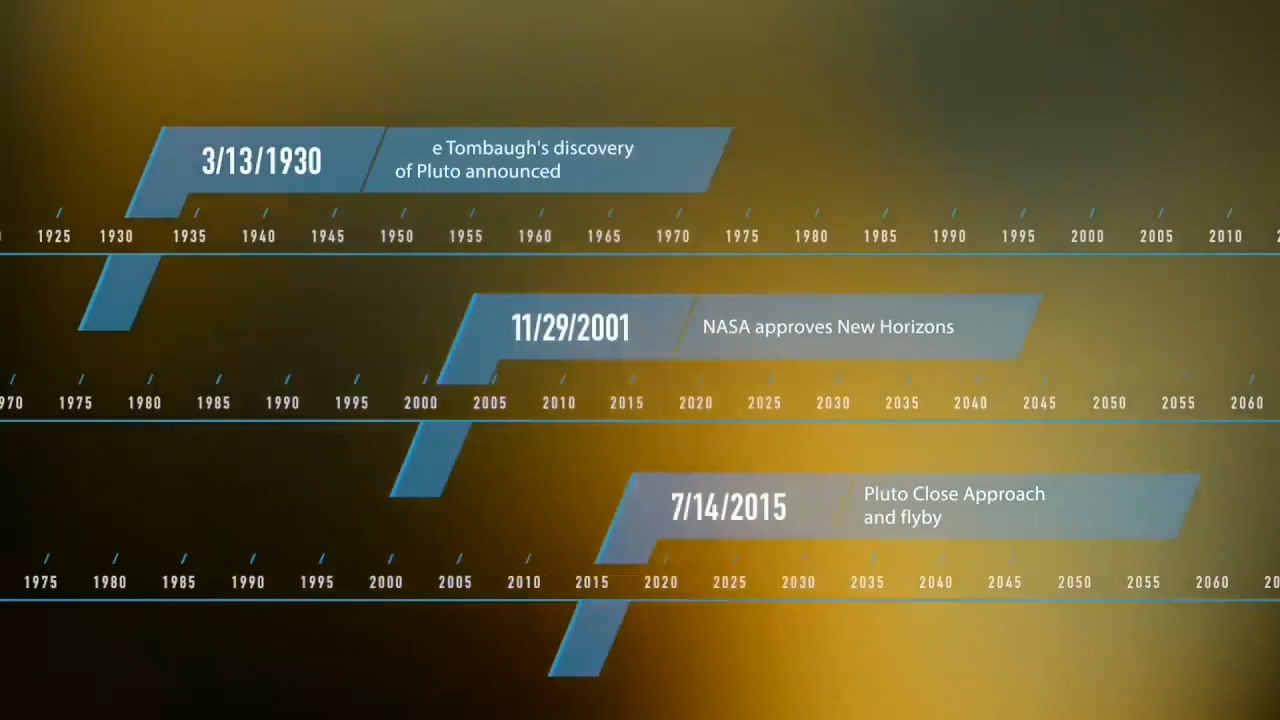 3/13/1930
e Tombaugh's discovery
of Pluto announced
1925 1930 1935 1940 1945 1950 1955 1960 1965 1970 1975 1980 1985 1990 1995 2000 2005 2010
11/29/2001
NASA approves New Horizons
970 1975 1980 1985 1990 1995 2000 2005 2010 2015 2020 2025 2030 2035 2040 2045 2050 2055 2060
7/14/2015
Pluto Close Approach
and flyby
1975 1980 1985 1990 1995 2000 2005 2010 2015 2020 2025 2030 2035 2040 2045 2050 2055 2060 20